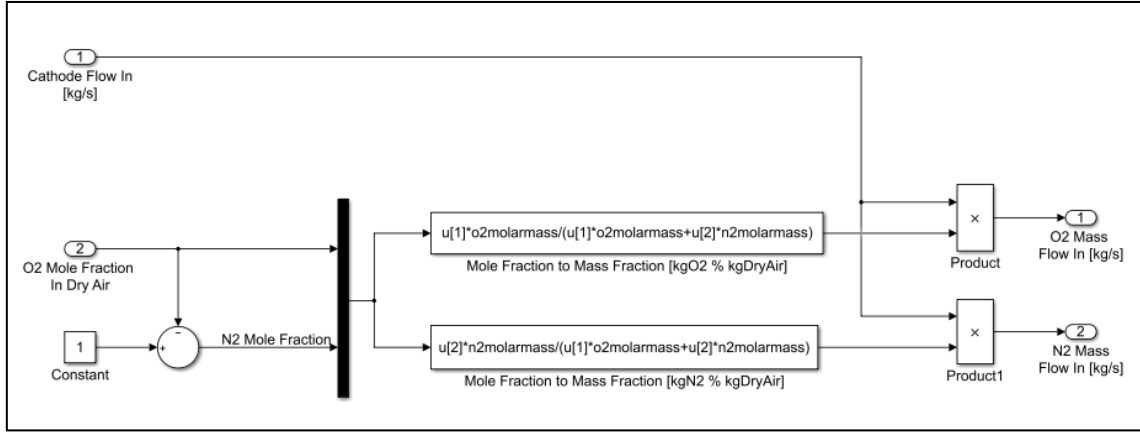 1
Cathode Flow In
[kg/s]
2
O2 Mole Fraction
In Dry Air
1
Constant
-
+
N2 Mole Fraction
u[1]*o2molarmass/(u[1]*o2molarmass+u[2]*n2molarmass)
Mole Fraction to Mass Fraction [kgO2 % kgDryAir]
u[2]*n2molarmass/(u[1]*o2molarmass+u[2]*n2molarmass)
Mole Fraction to Mass Fraction [kgN2 % kgDryAir]
×
Product
1
O2 Mass
Flow In [kg/s]
×
Product1
2
N2 Mass
Flow In [kg/s]